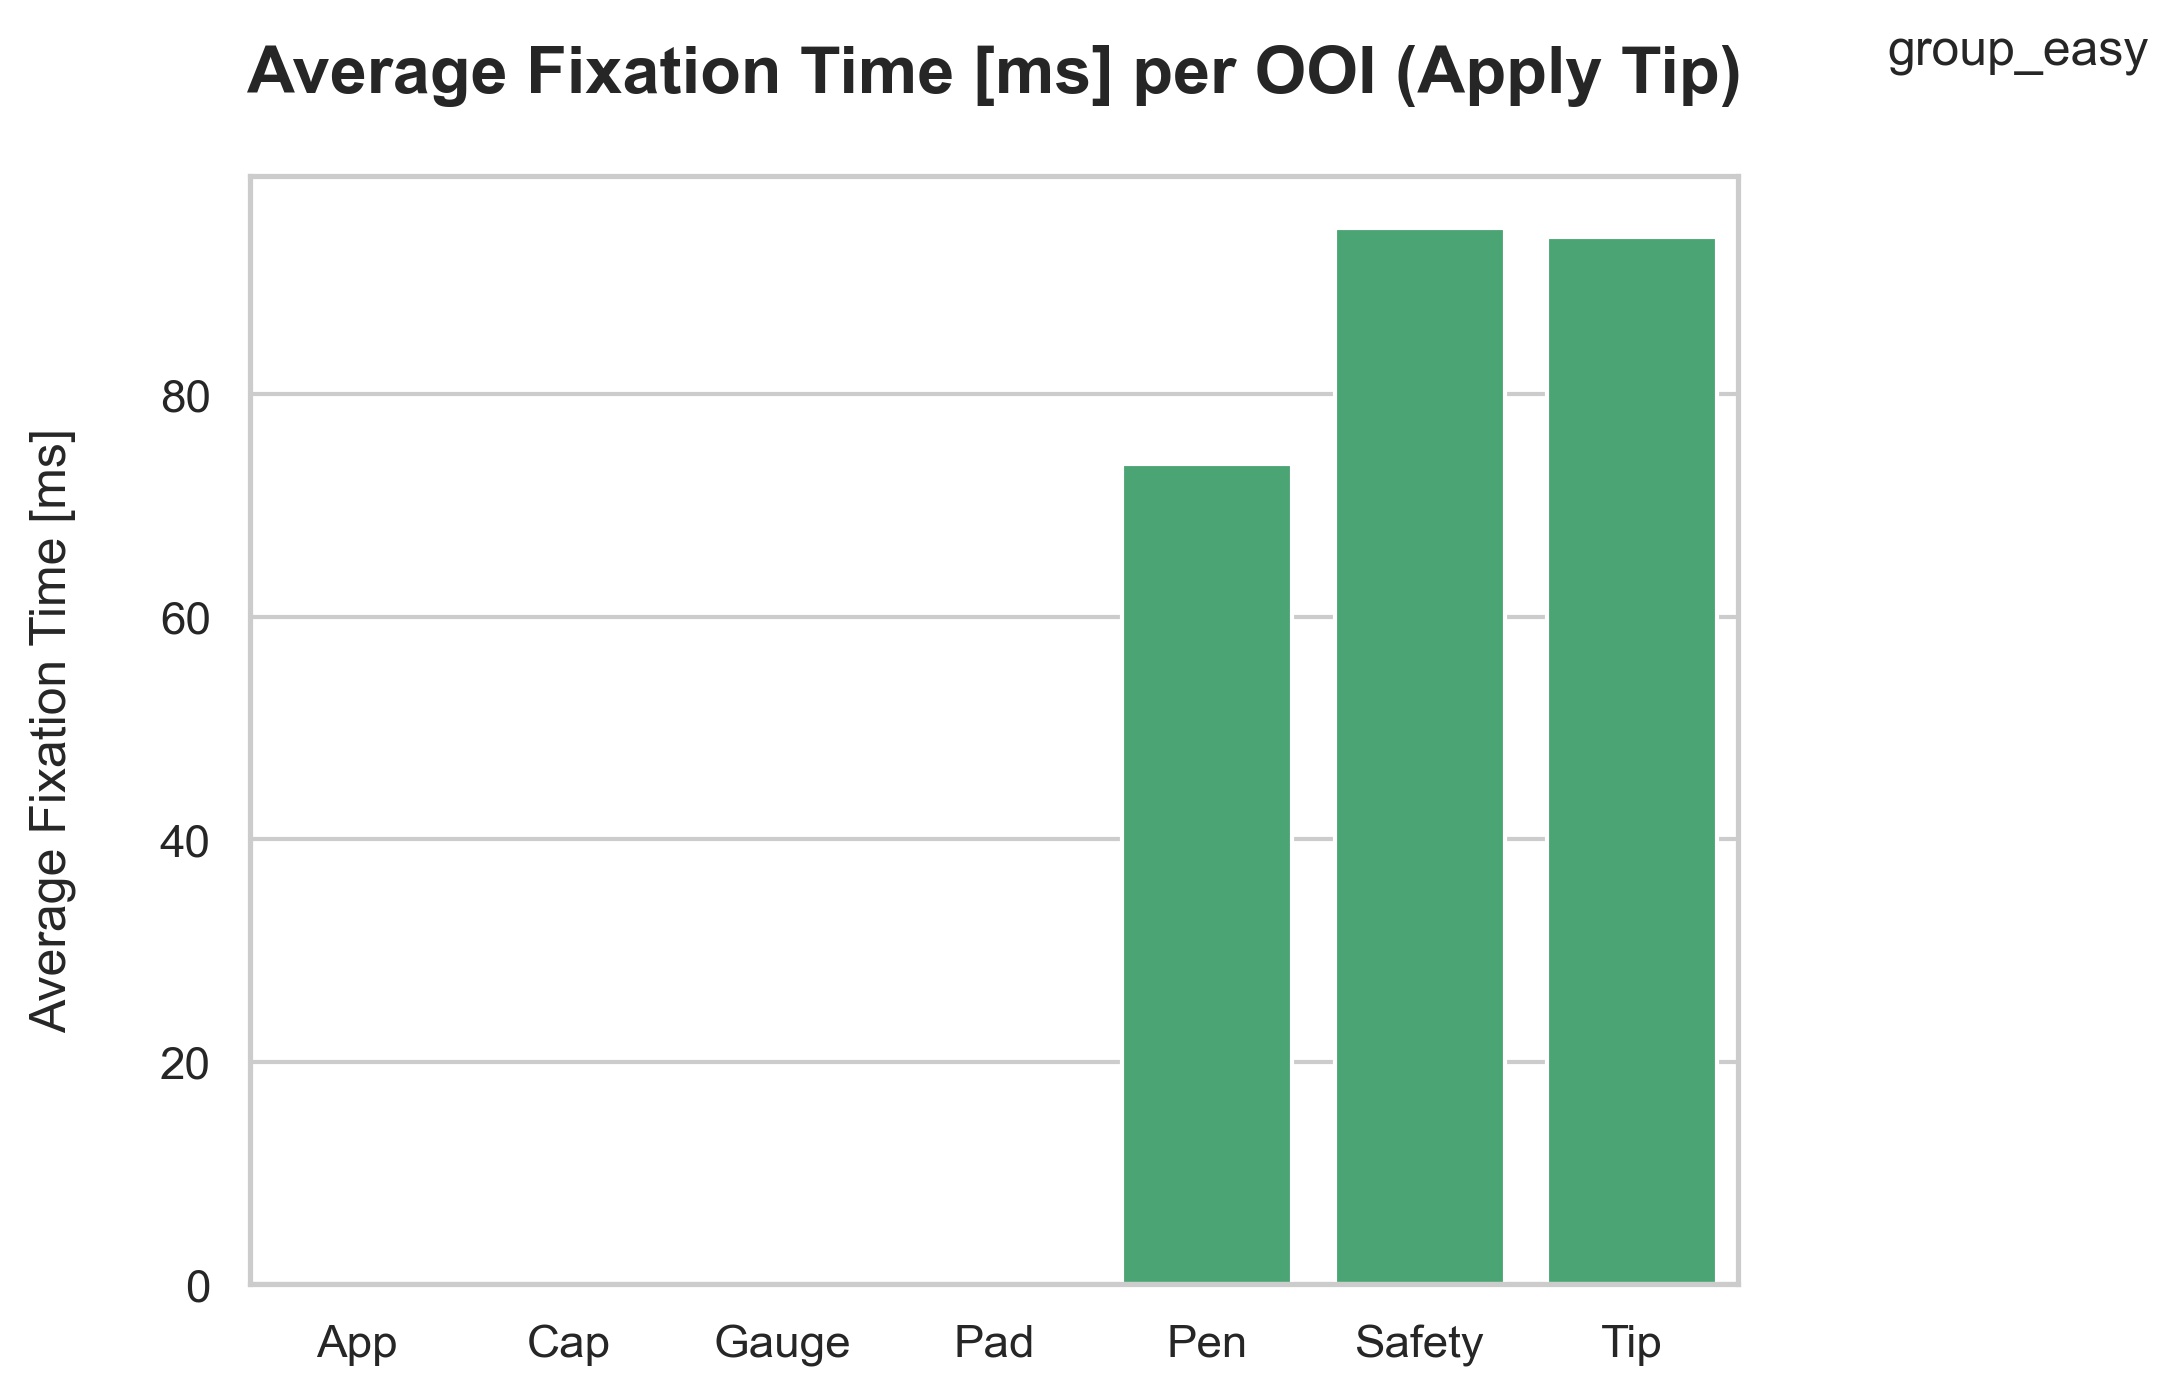 Average Fixation Time [ms] per OOI (Apply Tip)
group_easy
Average Fixation Time [ms]
80
60
40
20
0
App Cap Gauge Pad Pen Safety Tip